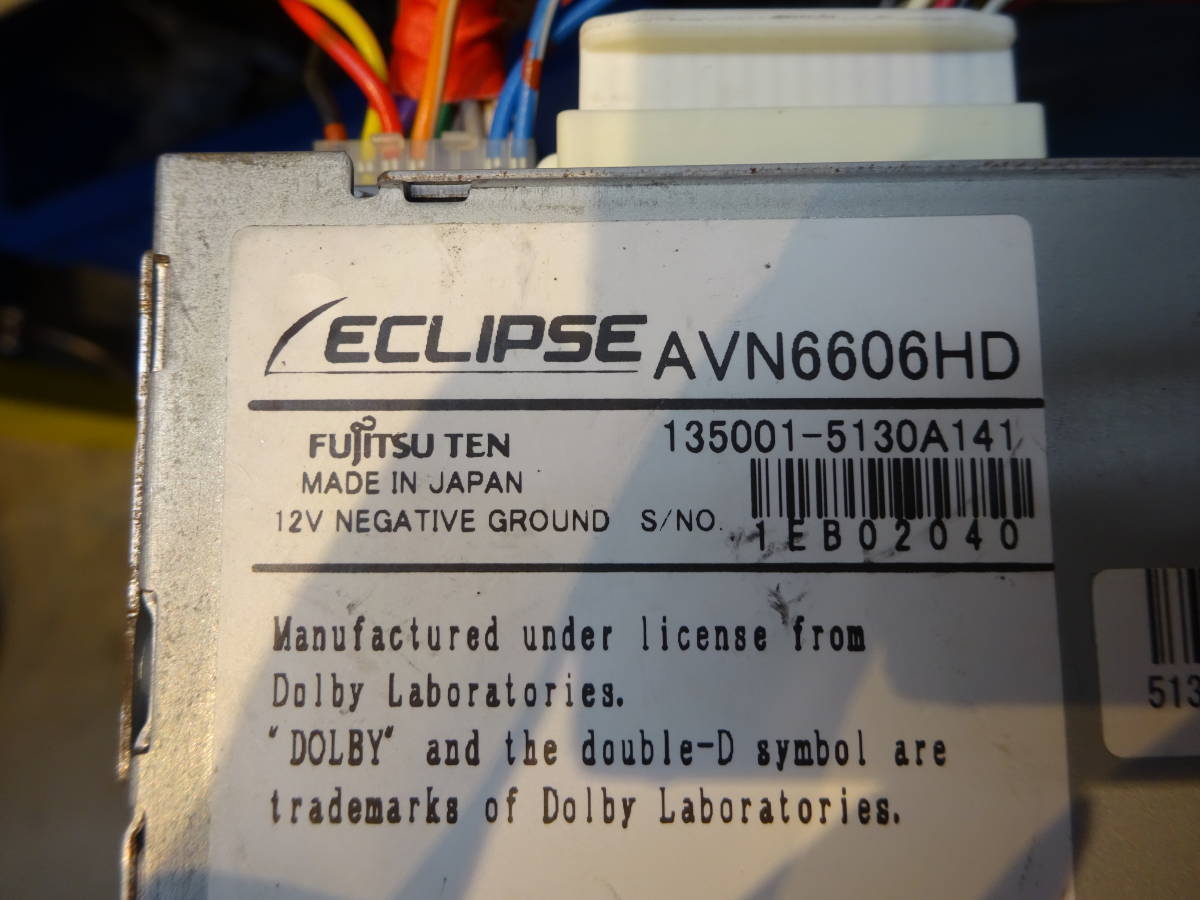 ECLIPSE AVN6606HD
FUJITSU TEN 135001-5130A141
MADE IN JAPAN
12V NEGATIVE GROUND S/NO. 1EB02040
Manufactured under license from
Dolby Laboratories.
"DOLBY" and the double-D symbol are
trademarks of Dolby Laboratories.
513